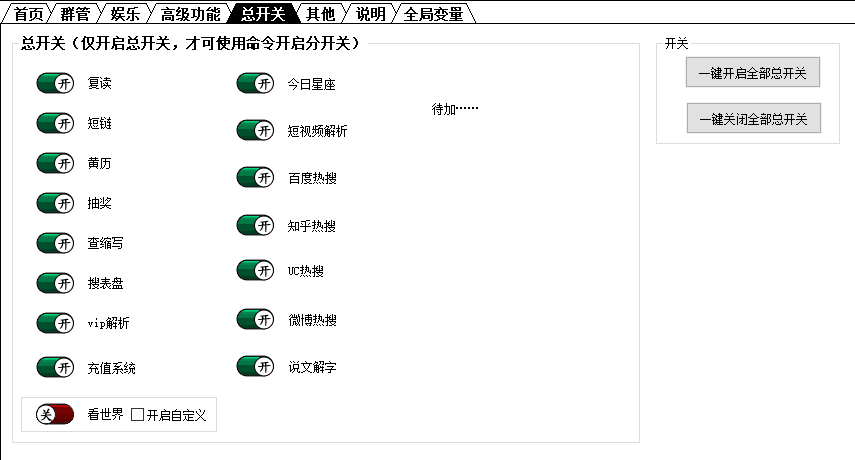 首页 群管 娱乐 高级功能 总开关 其他 说明 全局变量
总开关（仅开启总开关，才可使用命令开启分开关）
开 复读
开 短链
开 黄历
开 抽奖
开 查缩写
开 搜表盘
开 vip解析
开 充值系统
关 看世界 开启自定义
开 今日星座
开 短视频解析
开 百度热搜
开 知乎热搜
开 UC热搜
开 微博热搜
开 说文解字
待加……
开关
一键开启全部总开关
一键关闭全部总开关